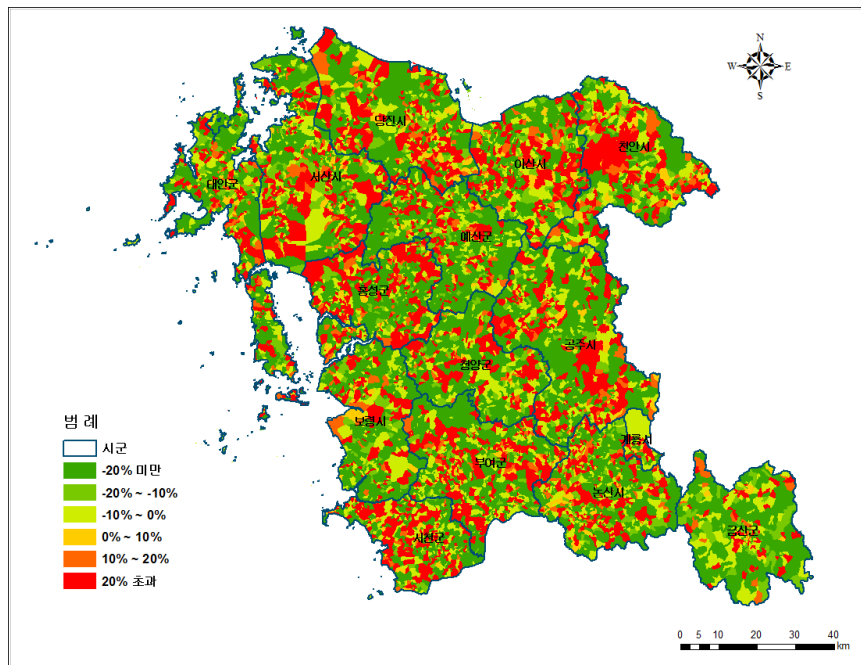 N
W E
S
당진시
천안시
아산시
서산시
태안군
예산군
홍성군
공주시
청양군
보령시
계룡시
부여군
논산시
서천군
금산군
범 례
시군
-20% 미만
-20% ~ -10%
-10% ~ 0%
0% ~ 10%
10% ~ 20%
20% 초과
0 5 10 20 30 40
km